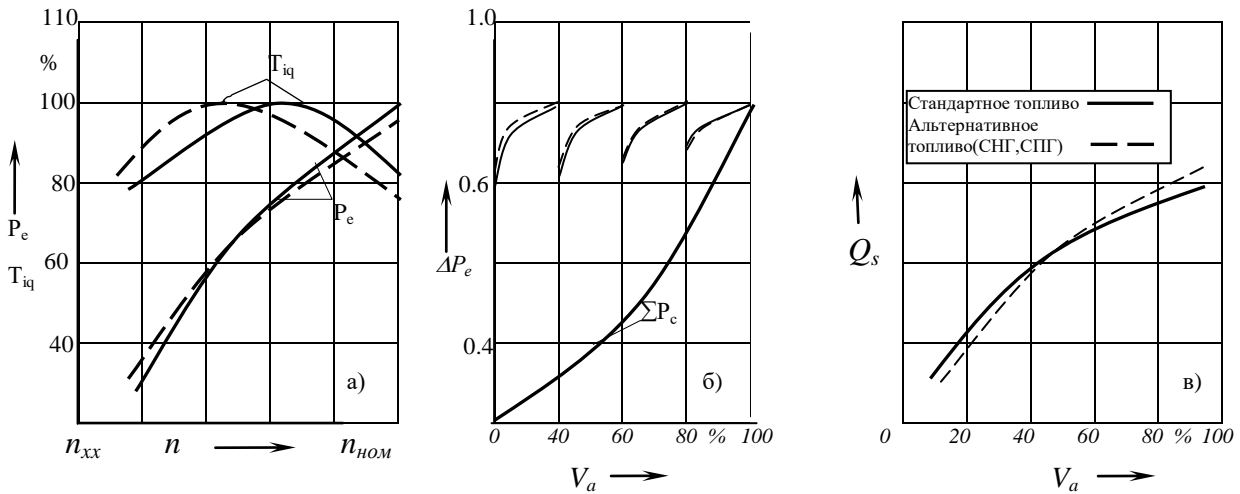 110
%
100
80
60
40
P_e
T_iq
T_iq
P_e
а)
n_xx
n
n_ном
1.0
0.6
0.4
ΔP_e
∑P_c
б)
0
40
60
80
%
100
V_a
Стандартное топливо
Альтернативное
топливо(СНГ,СПГ)
Q_s
в)
0
20
40
60
80
%
100
V_a